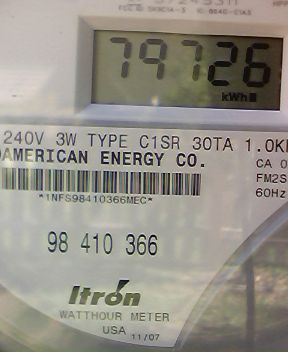 79726
kWh
240V 3W TYPE C1SR 30TA 1.0K
AMERICAN ENERGY CO.
CA 0
FM2S
60Hz
*1NFS98410366MEC*
98 410 366
Itron
WATTHOUR METER
USA 11/07